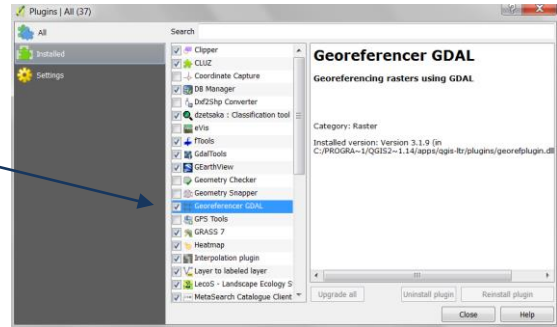 Plugins | All (37)
All
Installed
Settings
Search
Clipper
CLUZ
Coordinate Capture
DB Manager
Dxf2Shp Converter
dzetsaka : Classification tool
eVis
fTools
GdalTools
GEarthView
Geometry Checker
Geometry Snapper
Georeferencer GDAL
GPS Tools
GRASS 7
Heatmap
Interpolation plugin
Layer to labeled layer
LecoS - Landscape Ecology S
MetaSearch Catalogue Client
Georeferencer GDAL
Georeferencing rasters using GDAL
Category: Raster
Installed version: Version 3.1.9 (in
C:/PROGRA~1/QGIS2~1.14/apps/qgis-ltr/plugins/georefplugin.dll
Upgrade all
Uninstall plugin
Reinstall plugin
Close
Help